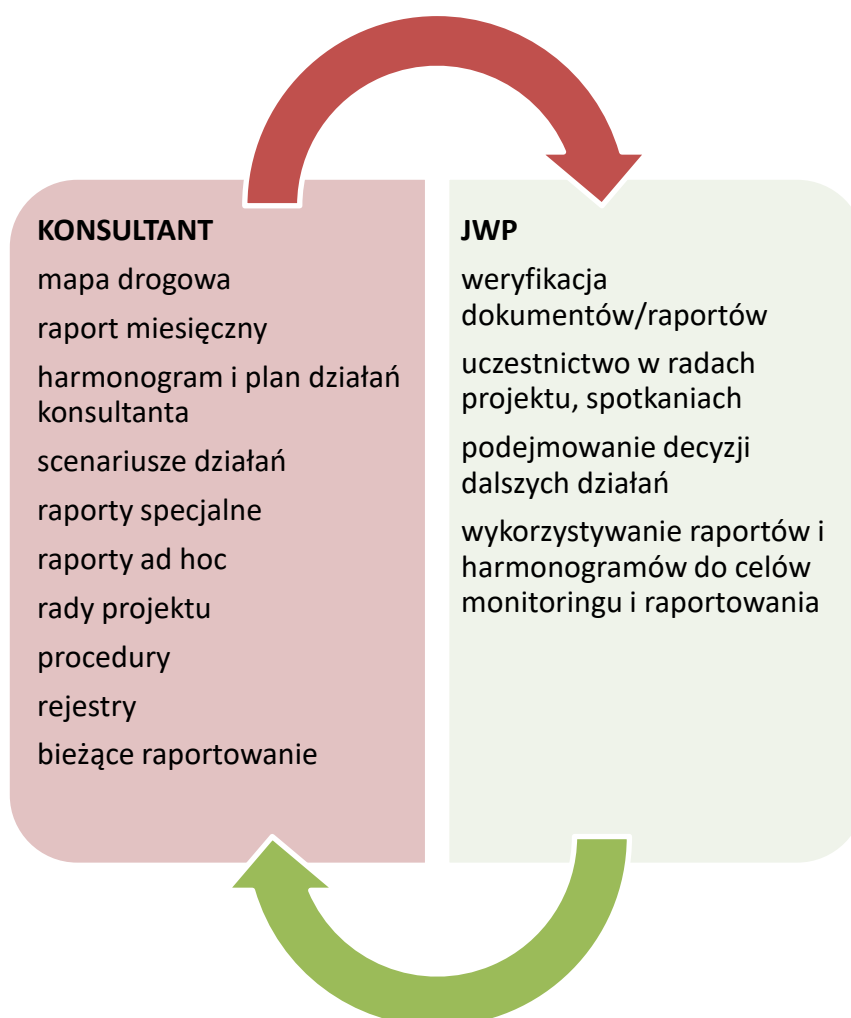 KONSULTANT
mapa drogowa
raport miesięczny
harmonogram i plan działań
konsultanta
scenariusze działań
raporty specjalne
raporty ad hoc
rady projektu
procedury
rejestry
bieżące raportowanie
JWP
weryfikacja
dokumentów/raportów
uczestnictwo w radach
projektu, spotkaniach
podejmowanie decyzji
dalszych działań
wykorzystywanie raportów i
harmonogramów do celów
monitoringu i raportowania